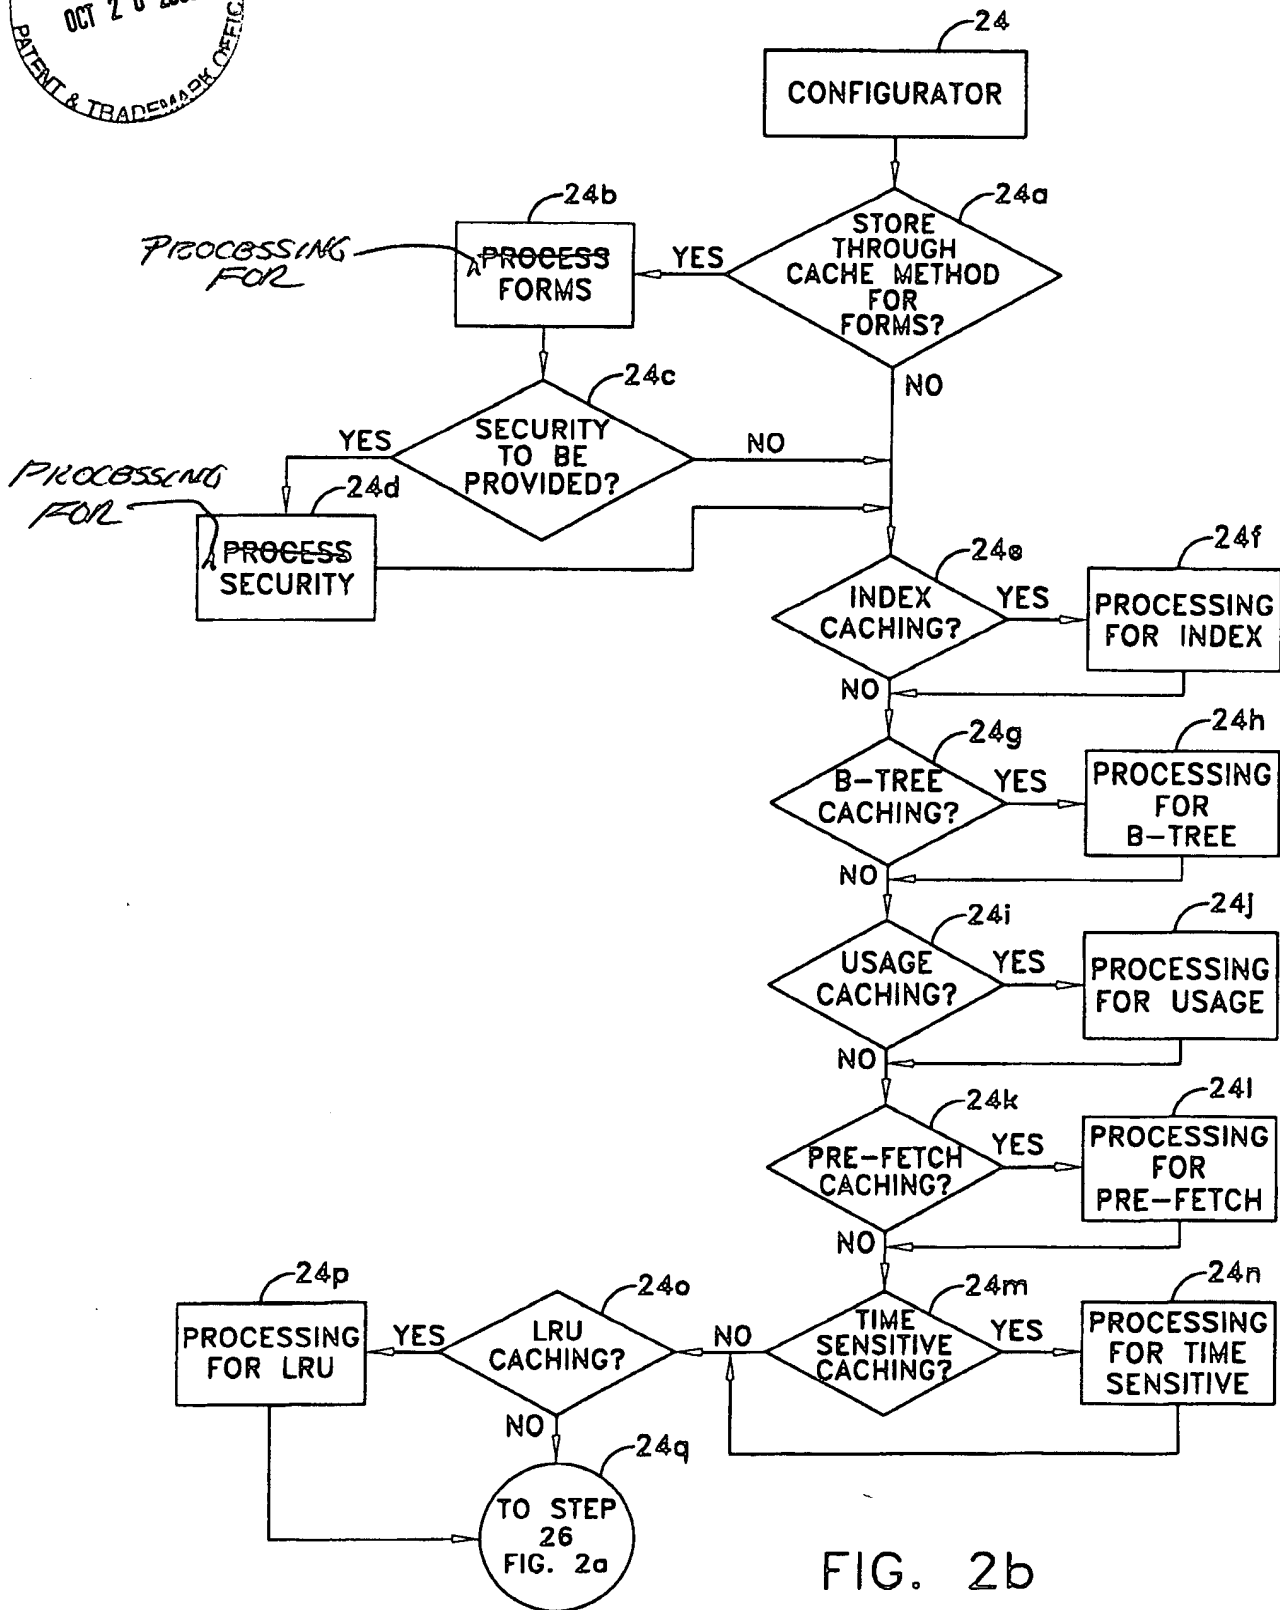 OCT 2 0
PATENT & TRADEMARK OFFIC
24
CONFIGURATOR
24a
STORE
THROUGH
CACHE METHOD
FOR
FORMS?
YES
NO
24b
PROCESSING
FOR
PROCESS
FORMS
24c
SECURITY
TO BE
PROVIDED?
YES
NO
PROCESSING
FOR
24d
PROCESS
SECURITY
24e
INDEX
CACHING?
YES
NO
24f
PROCESSING
FOR INDEX
24g
B-TREE
CACHING?
YES
NO
24h
PROCESSING
FOR
B-TREE
24i
USAGE
CACHING?
YES
NO
24j
PROCESSING
FOR USAGE
24k
PRE-FETCH
CACHING?
YES
NO
24l
PROCESSING
FOR
PRE-FETCH
24m
TIME
SENSITIVE
CACHING?
YES
NO
24n
PROCESSING
FOR TIME
SENSITIVE
24o
LRU
CACHING?
YES
NO
24p
PROCESSING
FOR LRU
24q
TO STEP
26
FIG. 2a
FIG. 2b